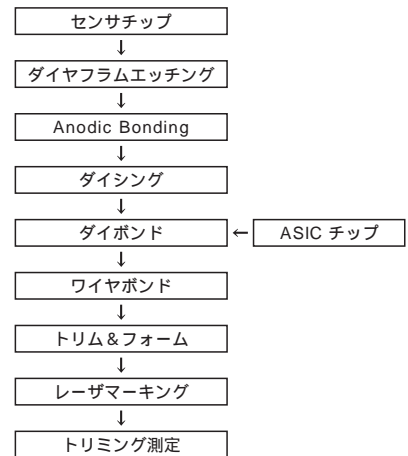 センサチップ
↓
ダイヤフラムエッチング
↓
Anodic Bonding
↓
ダイシング
↓
ダイボンド ← ASIC チップ
↓
ワイヤボンド
↓
トリム＆フォーム
↓
レーザマーキング
↓
トリミング測定